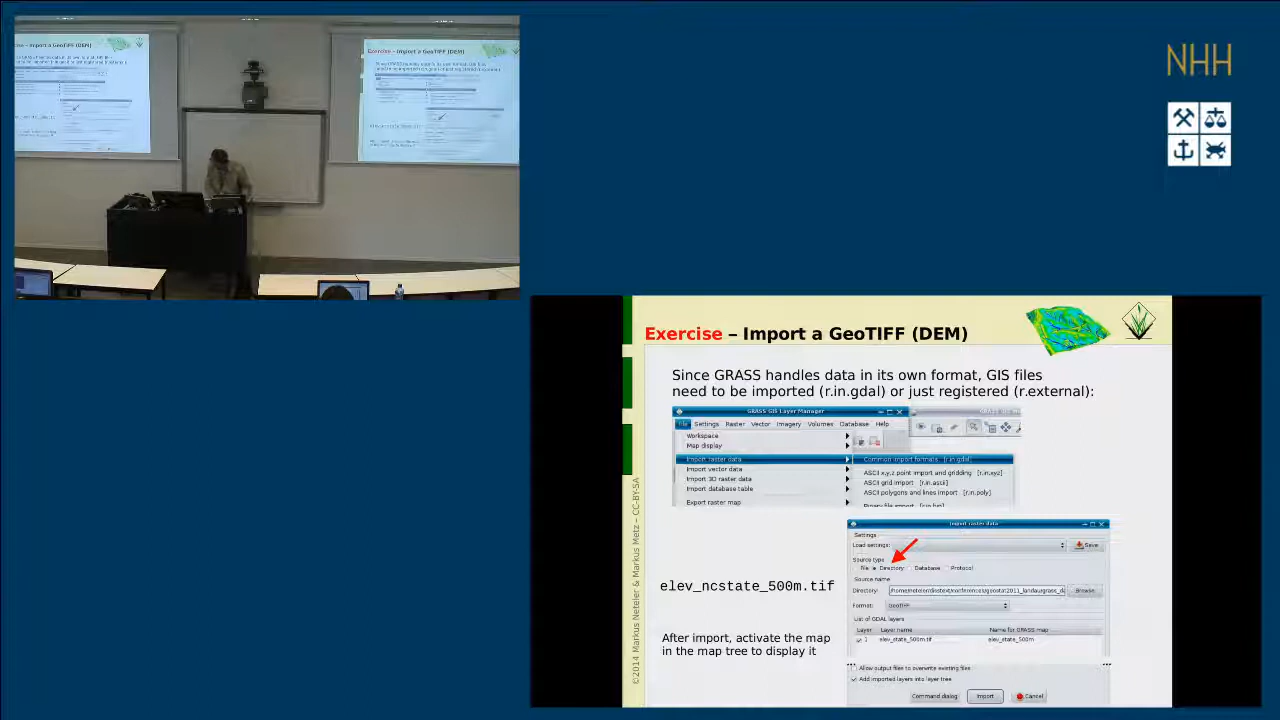 NHH
Exercise – Import a GeoTIFF (DEM)
Since GRASS handles data in its own format, GIS files
need to be imported (r.in.gdal) or just registered (r.external):
GRASS GIS Layer Manager
File Settings Raster Vector Imagery Volumes Database Help
Workspace
Map display
Import raster data
Common import formats [r.in.gdal]
Import vector data
ASCII x,y,z point import and gridding [r.in.xyz]
Import 3D raster data
ASCII grid import [r.in.ascii]
Import database table
ASCII polygons and lines import [r.in.poly]
Export raster map
Import raster data
Settings
Load settings:
Save
Source type
File Directory Database Protocol
Source name
Directory:
Browse
Format: GeoTIFF
List of GDAL layers
Layer Layer name Name for GRASS map
1 elev_state_500m.tif elev_state_500m
elev_ncstate_500m.tif
After import, activate the map
in the map tree to display it
Allow output files to overwrite existing files
Add imported layers into layer tree
Command dialog Import Cancel
©2014 Markus Neteler & Markus Metz – CC-BY-SA
Exercise – Import a GeoTIFF (DEM)